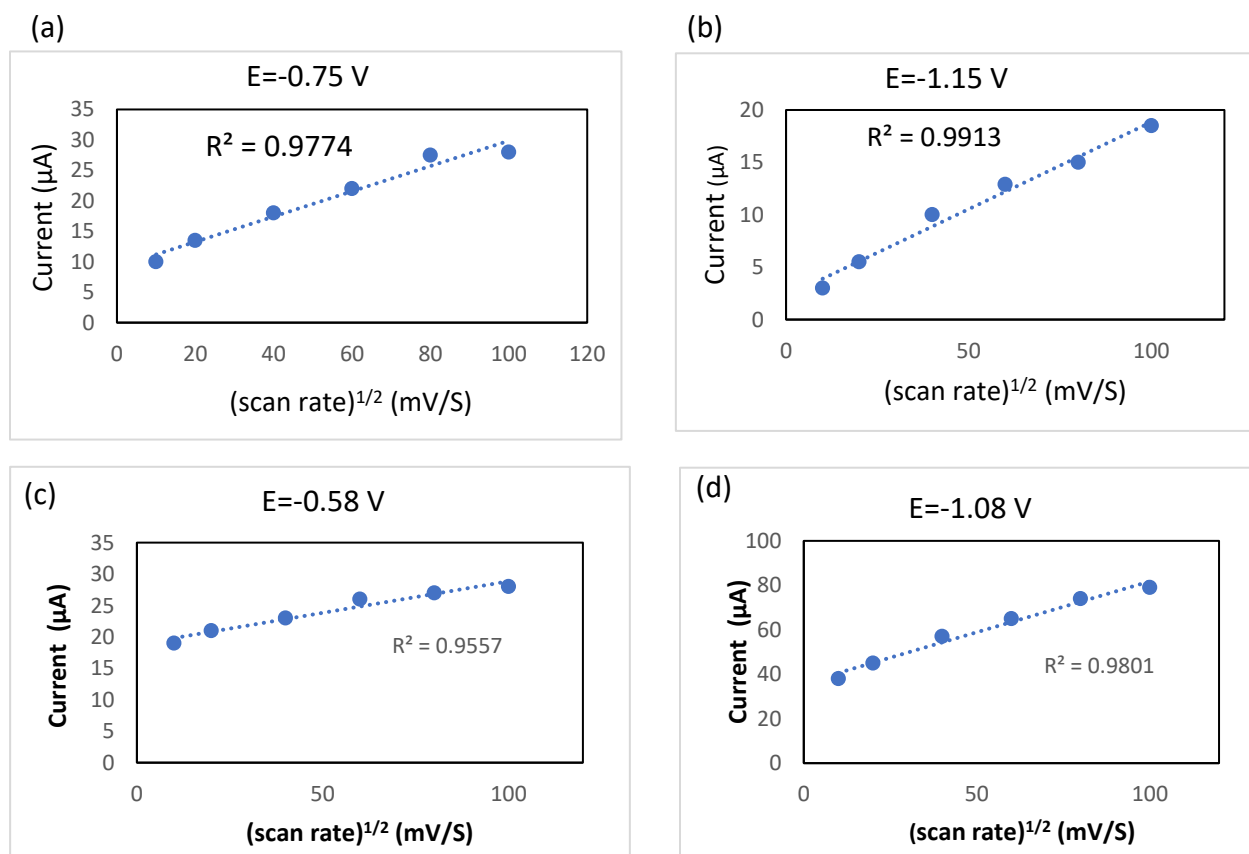 (a)
E=-0.75 V
R² = 0.9774
Current (µA)
35
30
25
20
15
10
5
0
0 20 40 60 80 100 120
(scan rate)¹/² (mV/S)
(b)
E=-1.15 V
R² = 0.9913
Current (µA)
20
15
10
5
0
0 50 100
(scan rate)¹/² (mV/S)
(c)
E=-0.58 V
Current (µA)
35
30
25
20
15
10
5
0
R² = 0.9557
0 50 100
(scan rate)¹/² (mV/S)
(d)
E=-1.08 V
Current (µA)
100
80
60
40
20
0
R² = 0.9801
0 50 100
(scan rate)¹/² (mV/S)